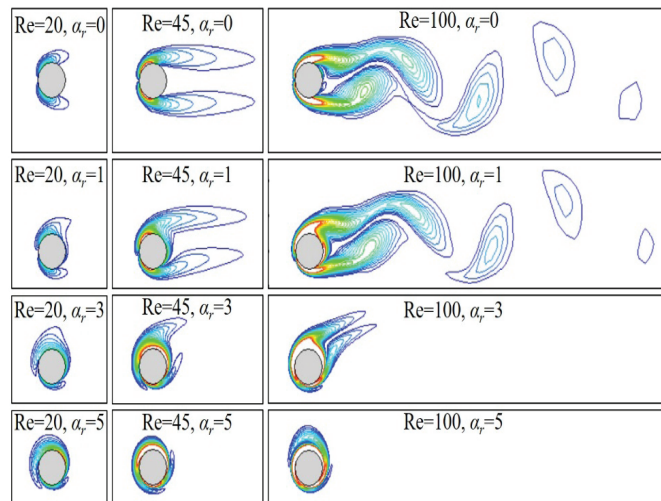 Re=20, αᵣ=0
Re=45, αᵣ=0
Re=100, αᵣ=0
Re=20, αᵣ=1
Re=45, αᵣ=1
Re=100, αᵣ=1
Re=20, αᵣ=3
Re=45, αᵣ=3
Re=100, αᵣ=3
Re=20, αᵣ=5
Re=45, αᵣ=5
Re=100, αᵣ=5